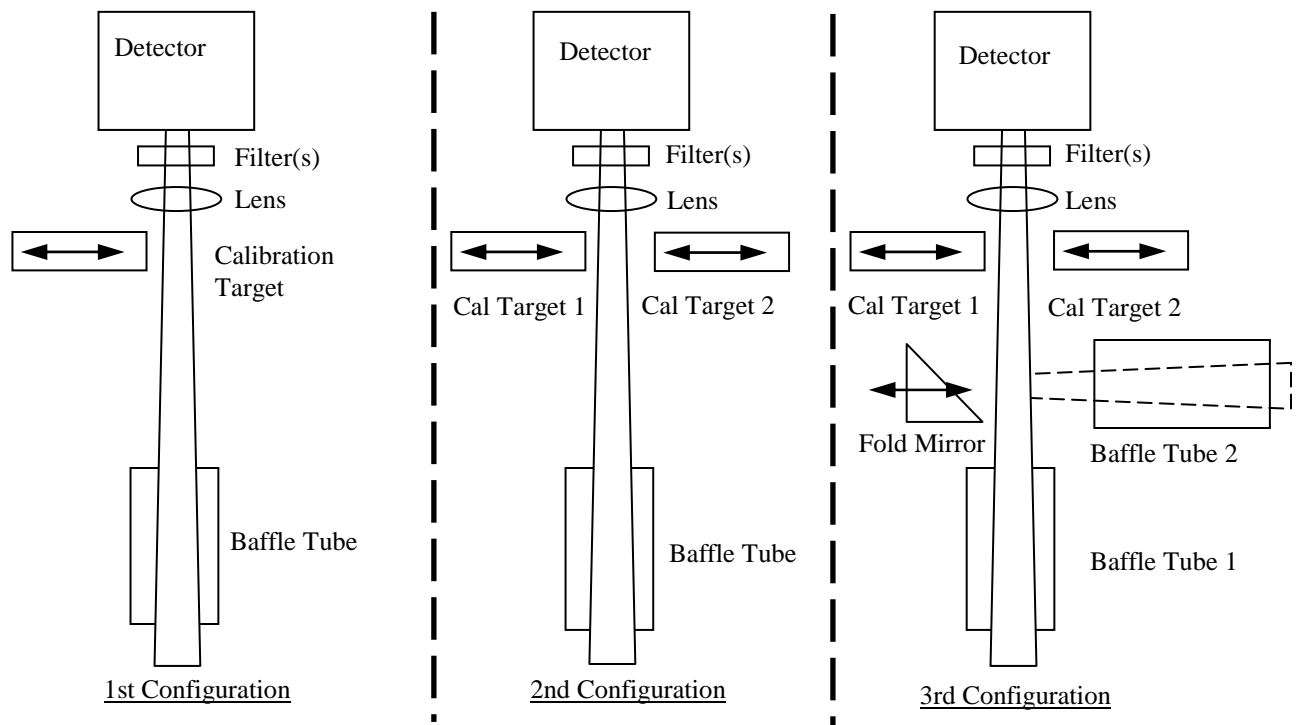 Detector
Filter(s)
Lens
Calibration
Target
Baffle Tube
1st Configuration
Detector
Filter(s)
Lens
Cal Target 1
Cal Target 2
Baffle Tube
2nd Configuration
Detector
Filter(s)
Lens
Cal Target 1
Cal Target 2
Fold Mirror
Baffle Tube 2
Baffle Tube 1
3rd Configuration